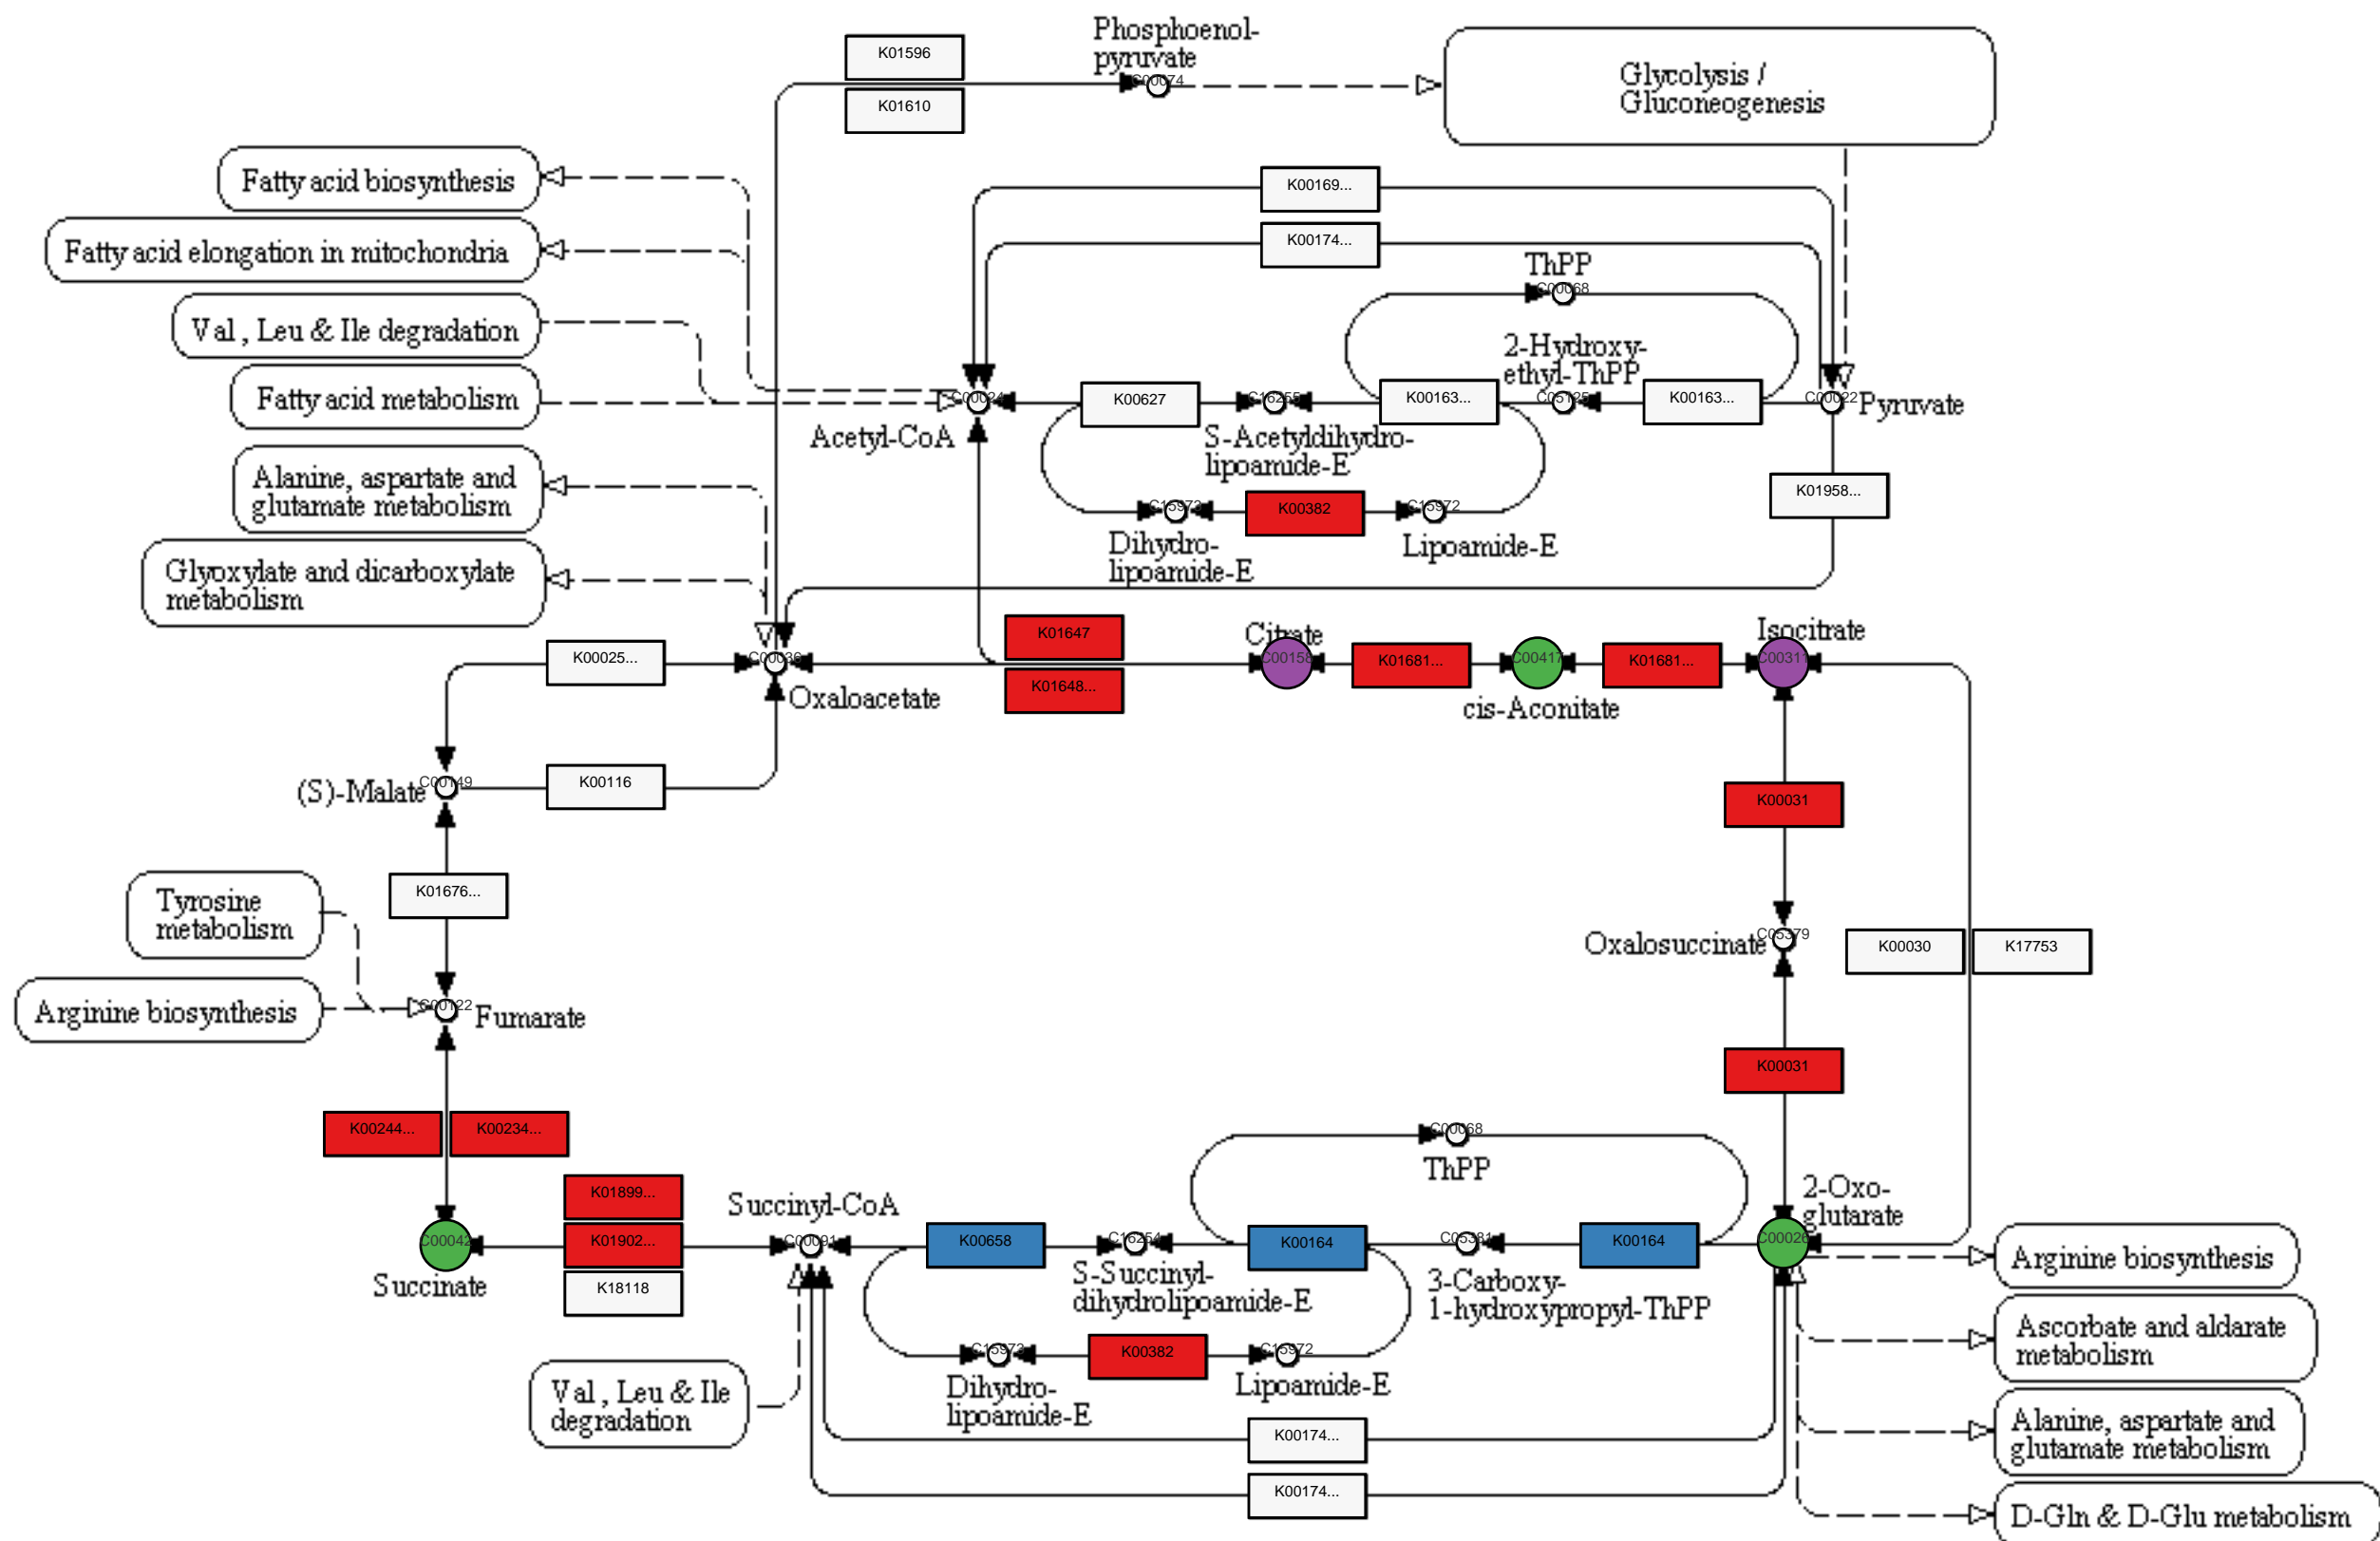 Phosphoenol-
pyruvate
K01596
C00074
K01610
Glycolysis /
Gluconeogenesis
Fatty acid biosynthesis
K00169...
Fatty acid elongation in mitochondria
K00174...
ThPP
C00068
Val , Leu & Ile degradation
2-Hydroxy-
ethyl-ThPP
Fatty acid metabolism
C00024
K00627
C16255
K00163...
C05125
K00163...
C00022
Pyruvate
Acetyl-CoA
S-Acetyldihydro-
lipoamide-E
Alanine, aspartate and
glutamate metabolism
K01958...
C15973
K00382
C15972
Dihydro-
lipoamide-E
Lipoamide-E
Glyoxylate and dicarboxylate
metabolism
K01647
Citrate
Isocitrate
K00025...
C00036
C00158
K01681...
C00417
K01681...
C00311
Oxaloacetate
K01648...
cis-Aconitate
(S)-Malate
C00149
K00116
K00031
K01676...
Tyrosine
metabolism
Oxalosuccinate
C05379
K00030
K17753
Arginine biosynthesis
C00122
Fumarate
K00031
K00244...
K00234...
C00068
ThPP
K01899...
Succinyl-CoA
2-Oxo-
glutarate
C00042
K01902...
C00091
K00658
C16254
K00164
C05381
K00164
C00026
Arginine biosynthesis
Succinate
K18118
S-Succinyl-
dihydrolipoamide-E
3-Carboxy-
1-hydroxypropyl-ThPP
Ascorbate and aldarate
metabolism
C15973
K00382
C15972
Val , Leu & Ile
degradation
Dihydro-
lipoamide-E
Lipoamide-E
K00174...
Alanine, aspartate and
glutamate metabolism
K00174...
D-Gln & D-Glu metabolism